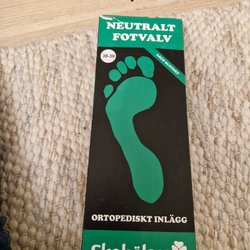 NEUTRALT
FOTVALV
38-39
ORTOPEDISKT INLÄGG